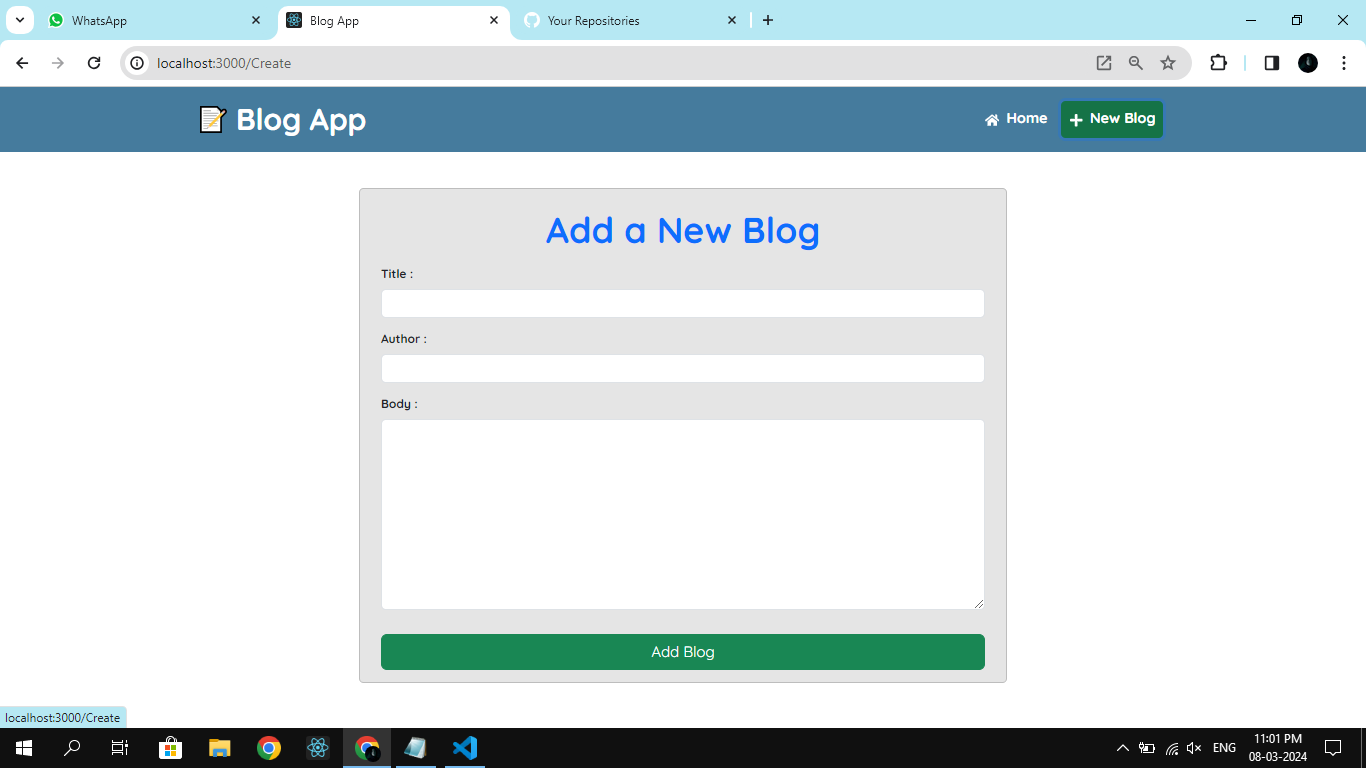 WhatsApp
Blog App
Your Repositories
localhost:3000/Create
Blog App
Home
New Blog
Add a New Blog
Title :
Author :
Body :
Add Blog
localhost:3000/Create
ENG
11:01 PM
08-03-2024